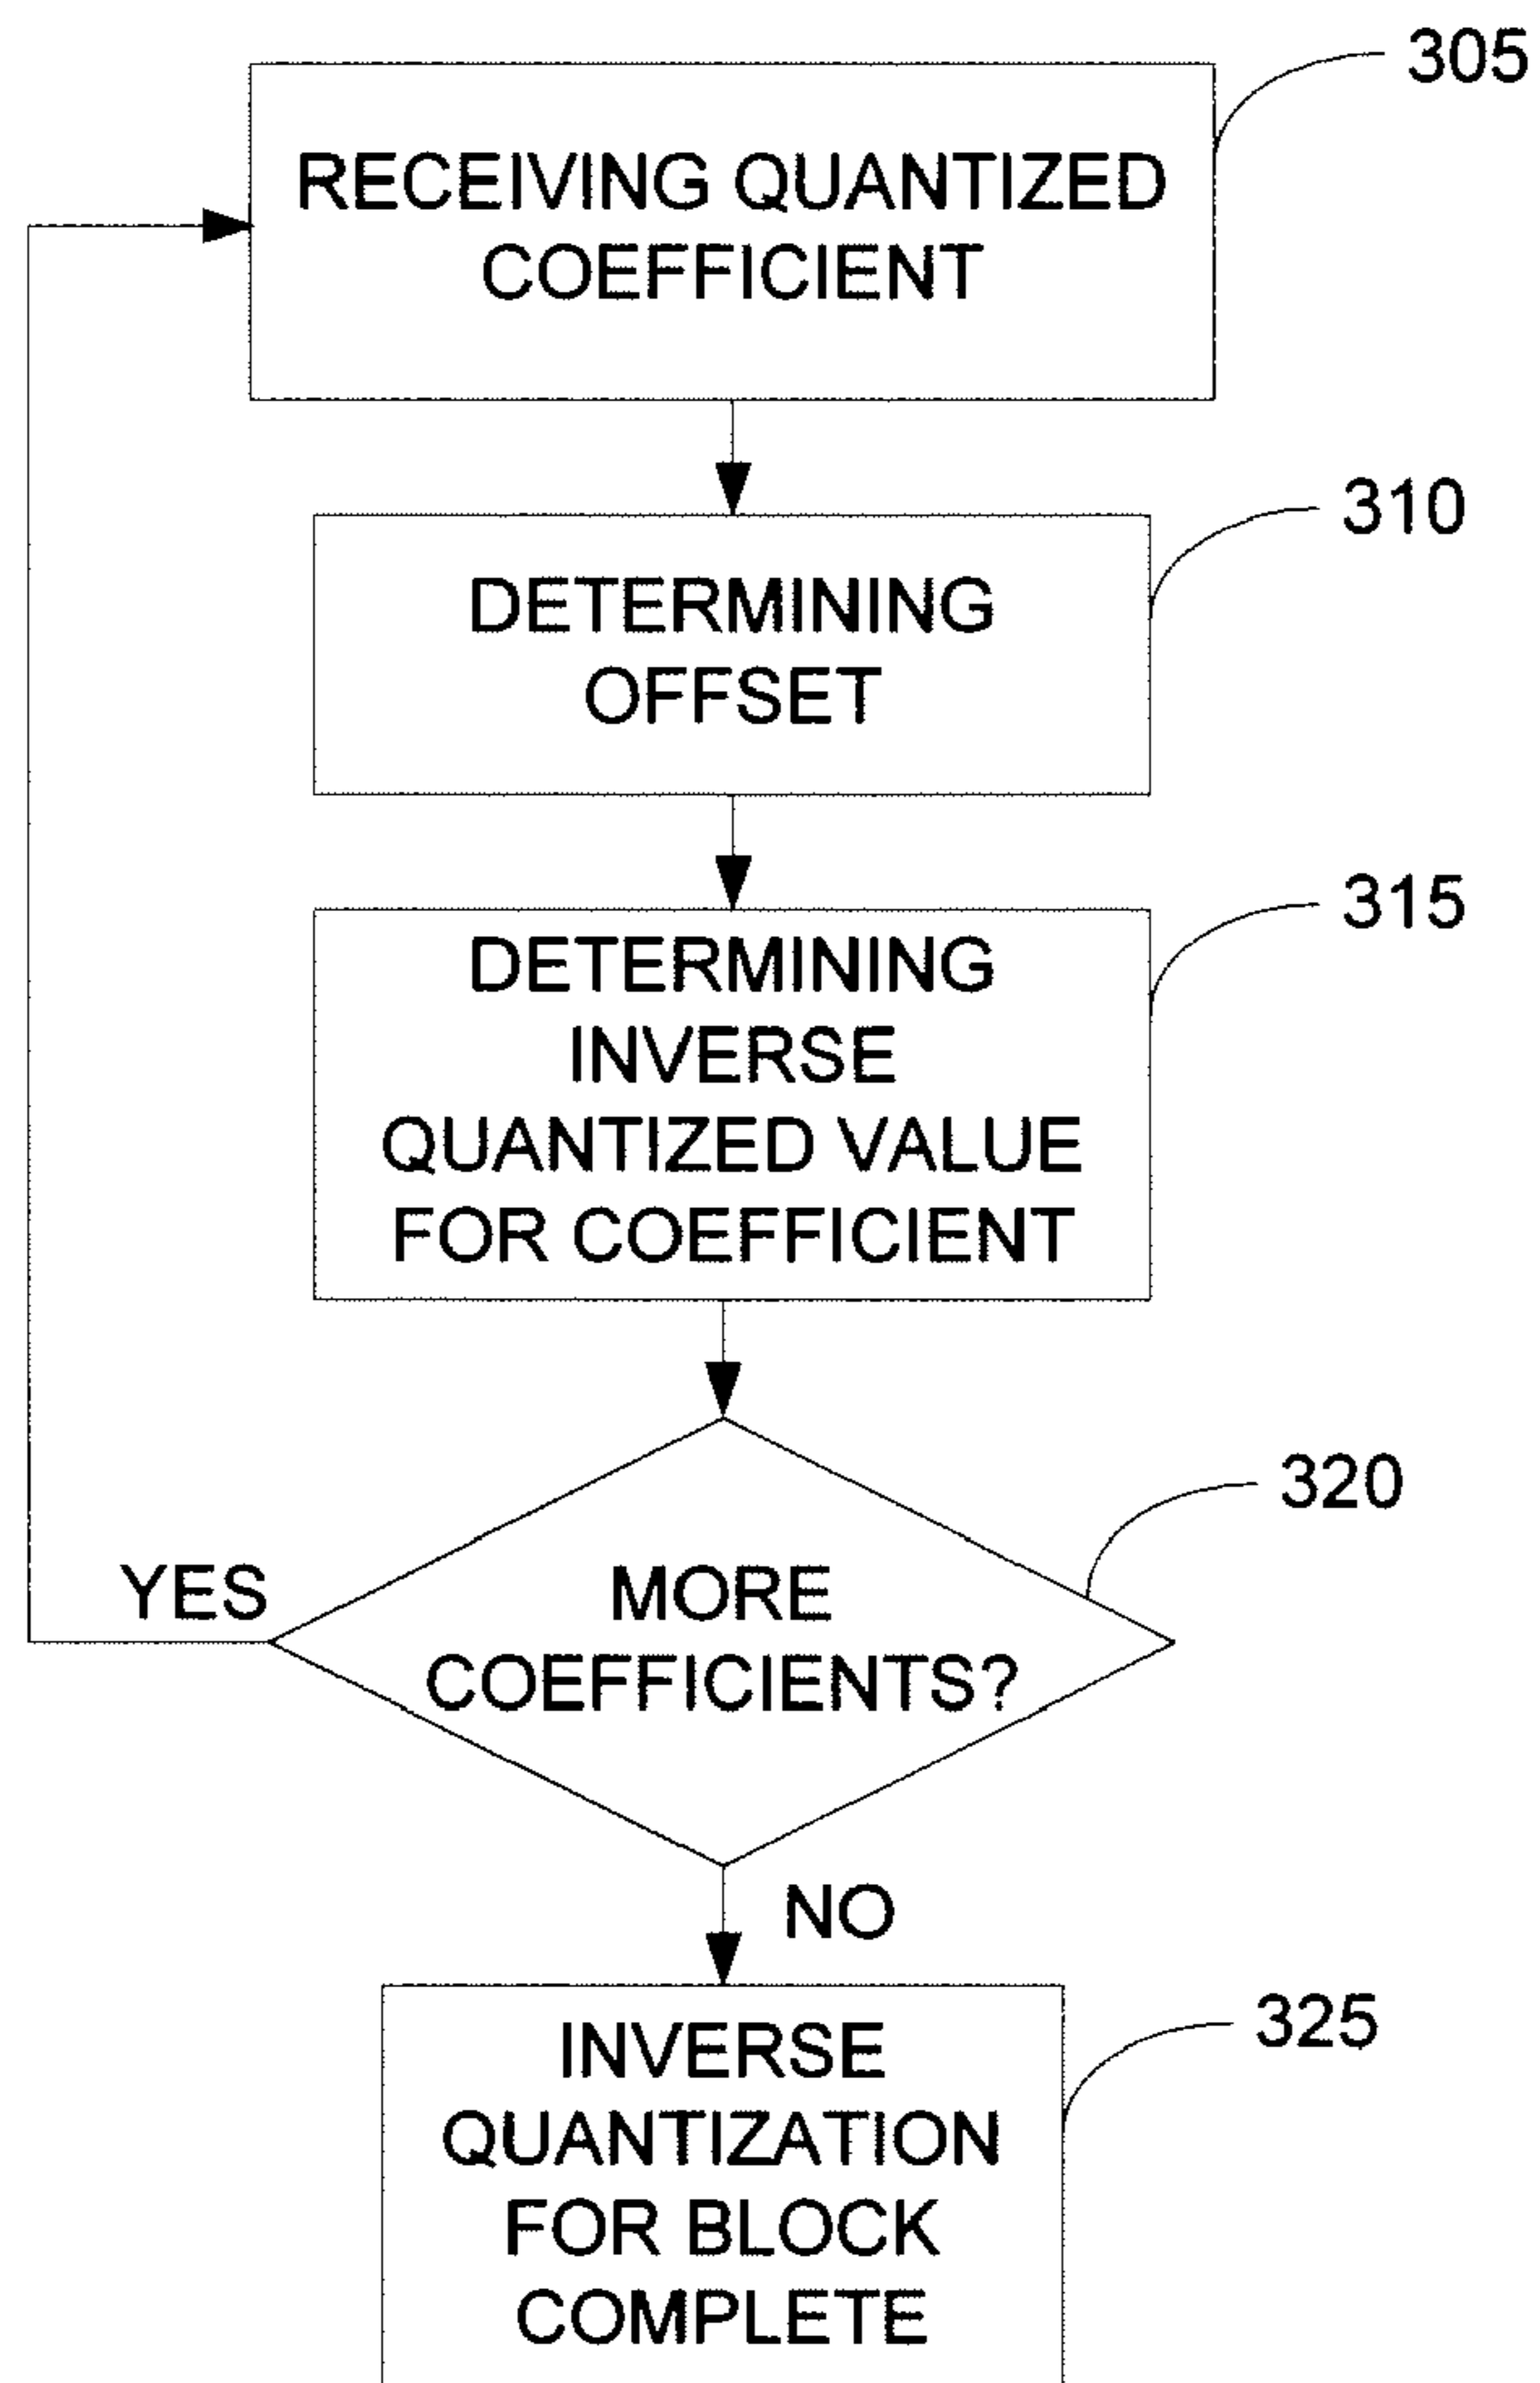 305
RECEIVING QUANTIZED
COEFFICIENT
310
DETERMINING
OFFSET
315
DETERMINING
INVERSE
QUANTIZED VALUE
FOR COEFFICIENT
320
YES
MORE
COEFFICIENTS?
NO
325
INVERSE
QUANTIZATION
FOR BLOCK
COMPLETE